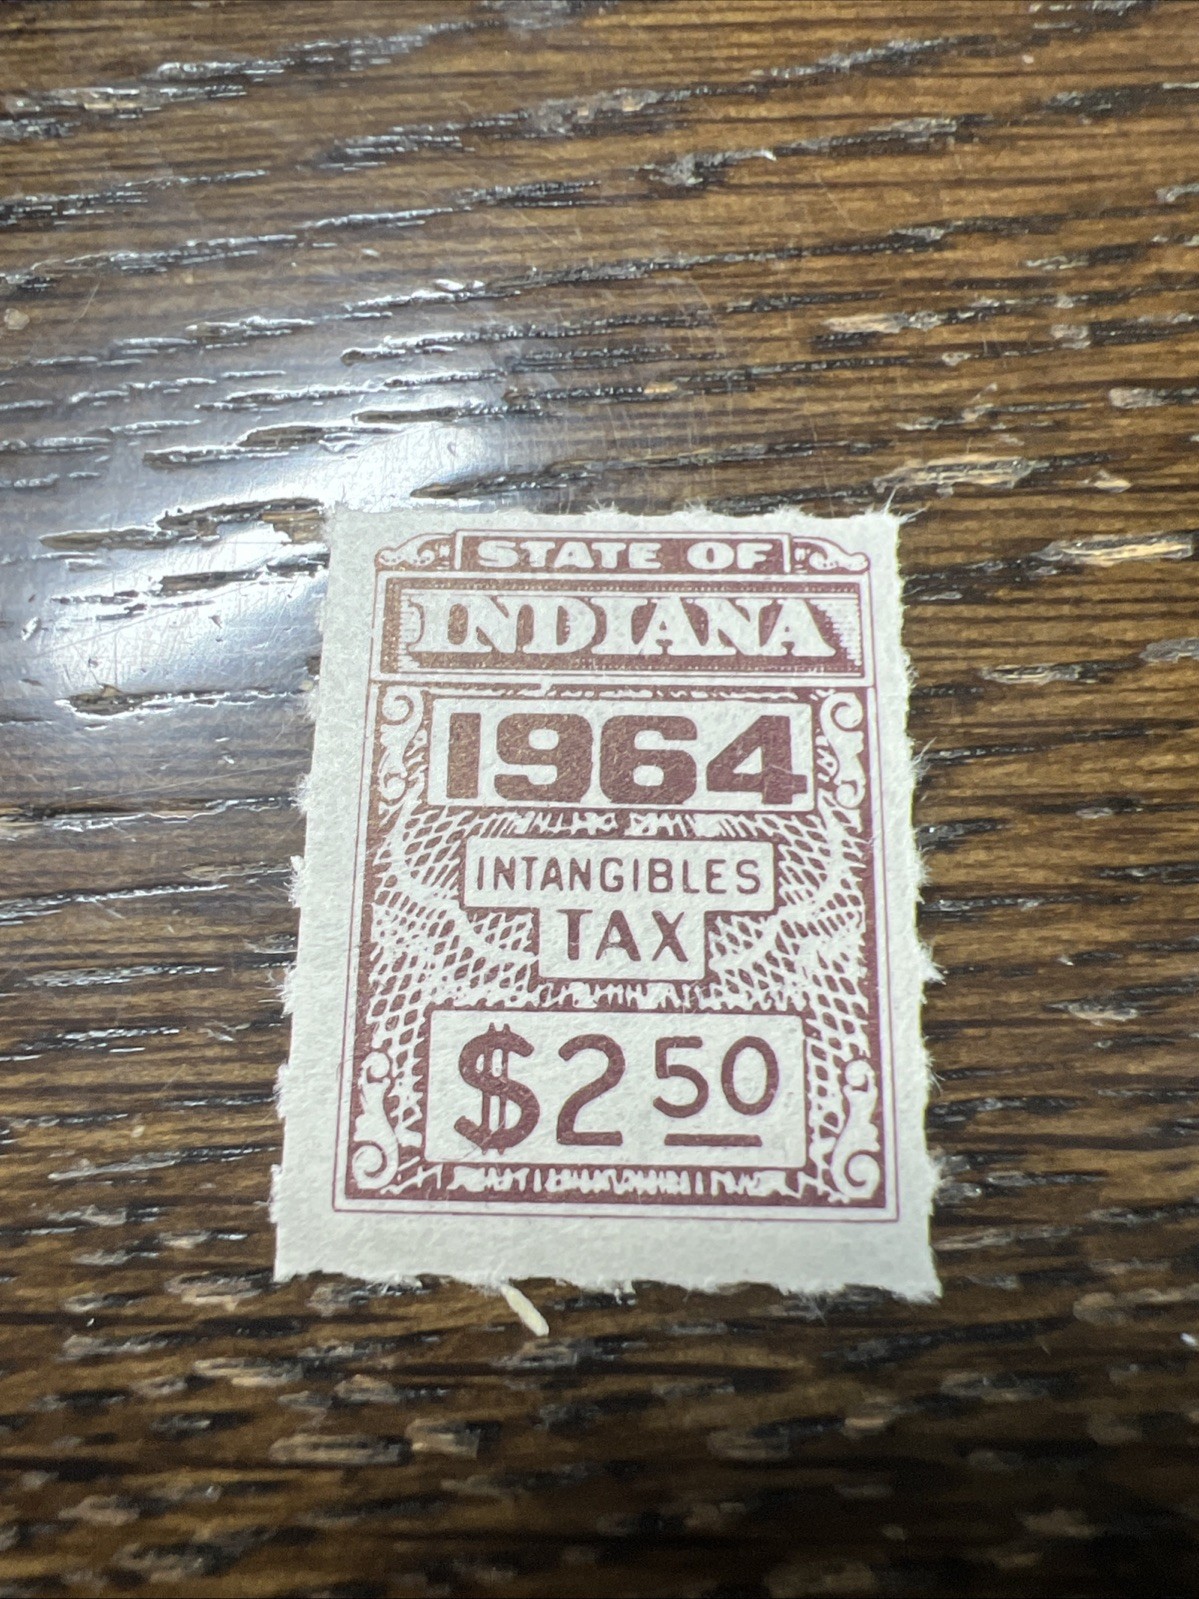 STATE OF
INDIANA
1964
INTANGIBLES
TAX
$2 50